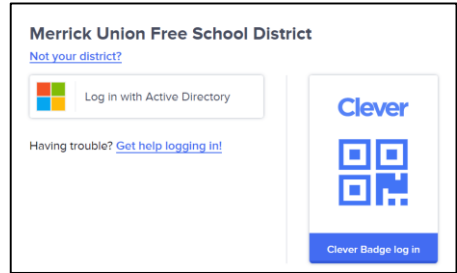 Merrick Union Free School District
Not your district?
Log in with Active Directory
Having trouble? Get help logging in!
Clever
Clever Badge log in